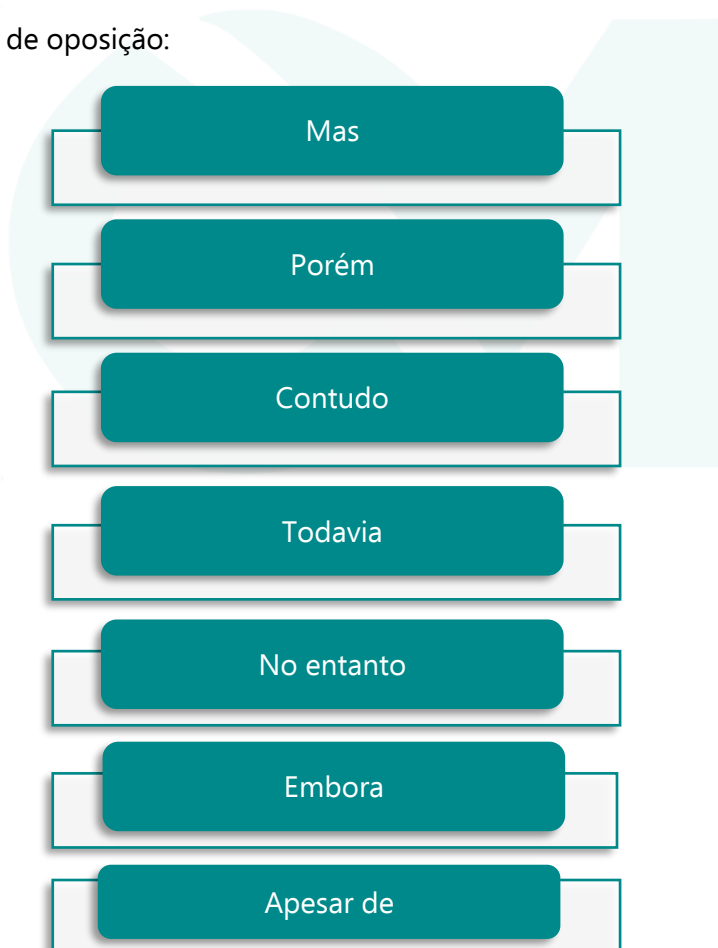 de oposição:
Mas
Porém
Contudo
Todavia
No entanto
Embora
Apesar de